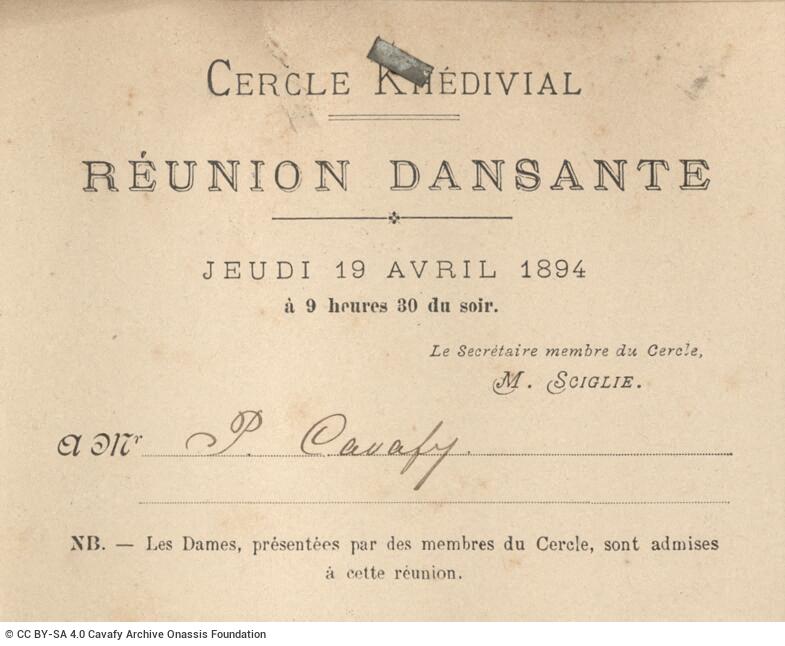 CERCLE KHÉDIVIAL
RÉUNION DANSANTE
JEUDI 19 AVRIL 1894
à 9 heures 30 du soir.
Le Secrétaire membre du Cercle,
M. SCIGLIE.
A Mr P. Cavafy.
NB. — Les Dames, présentées par des membres du Cercle, sont admises
à cette réunion.
© CC BY-SA 4.0 Cavafy Archive Onassis Foundation